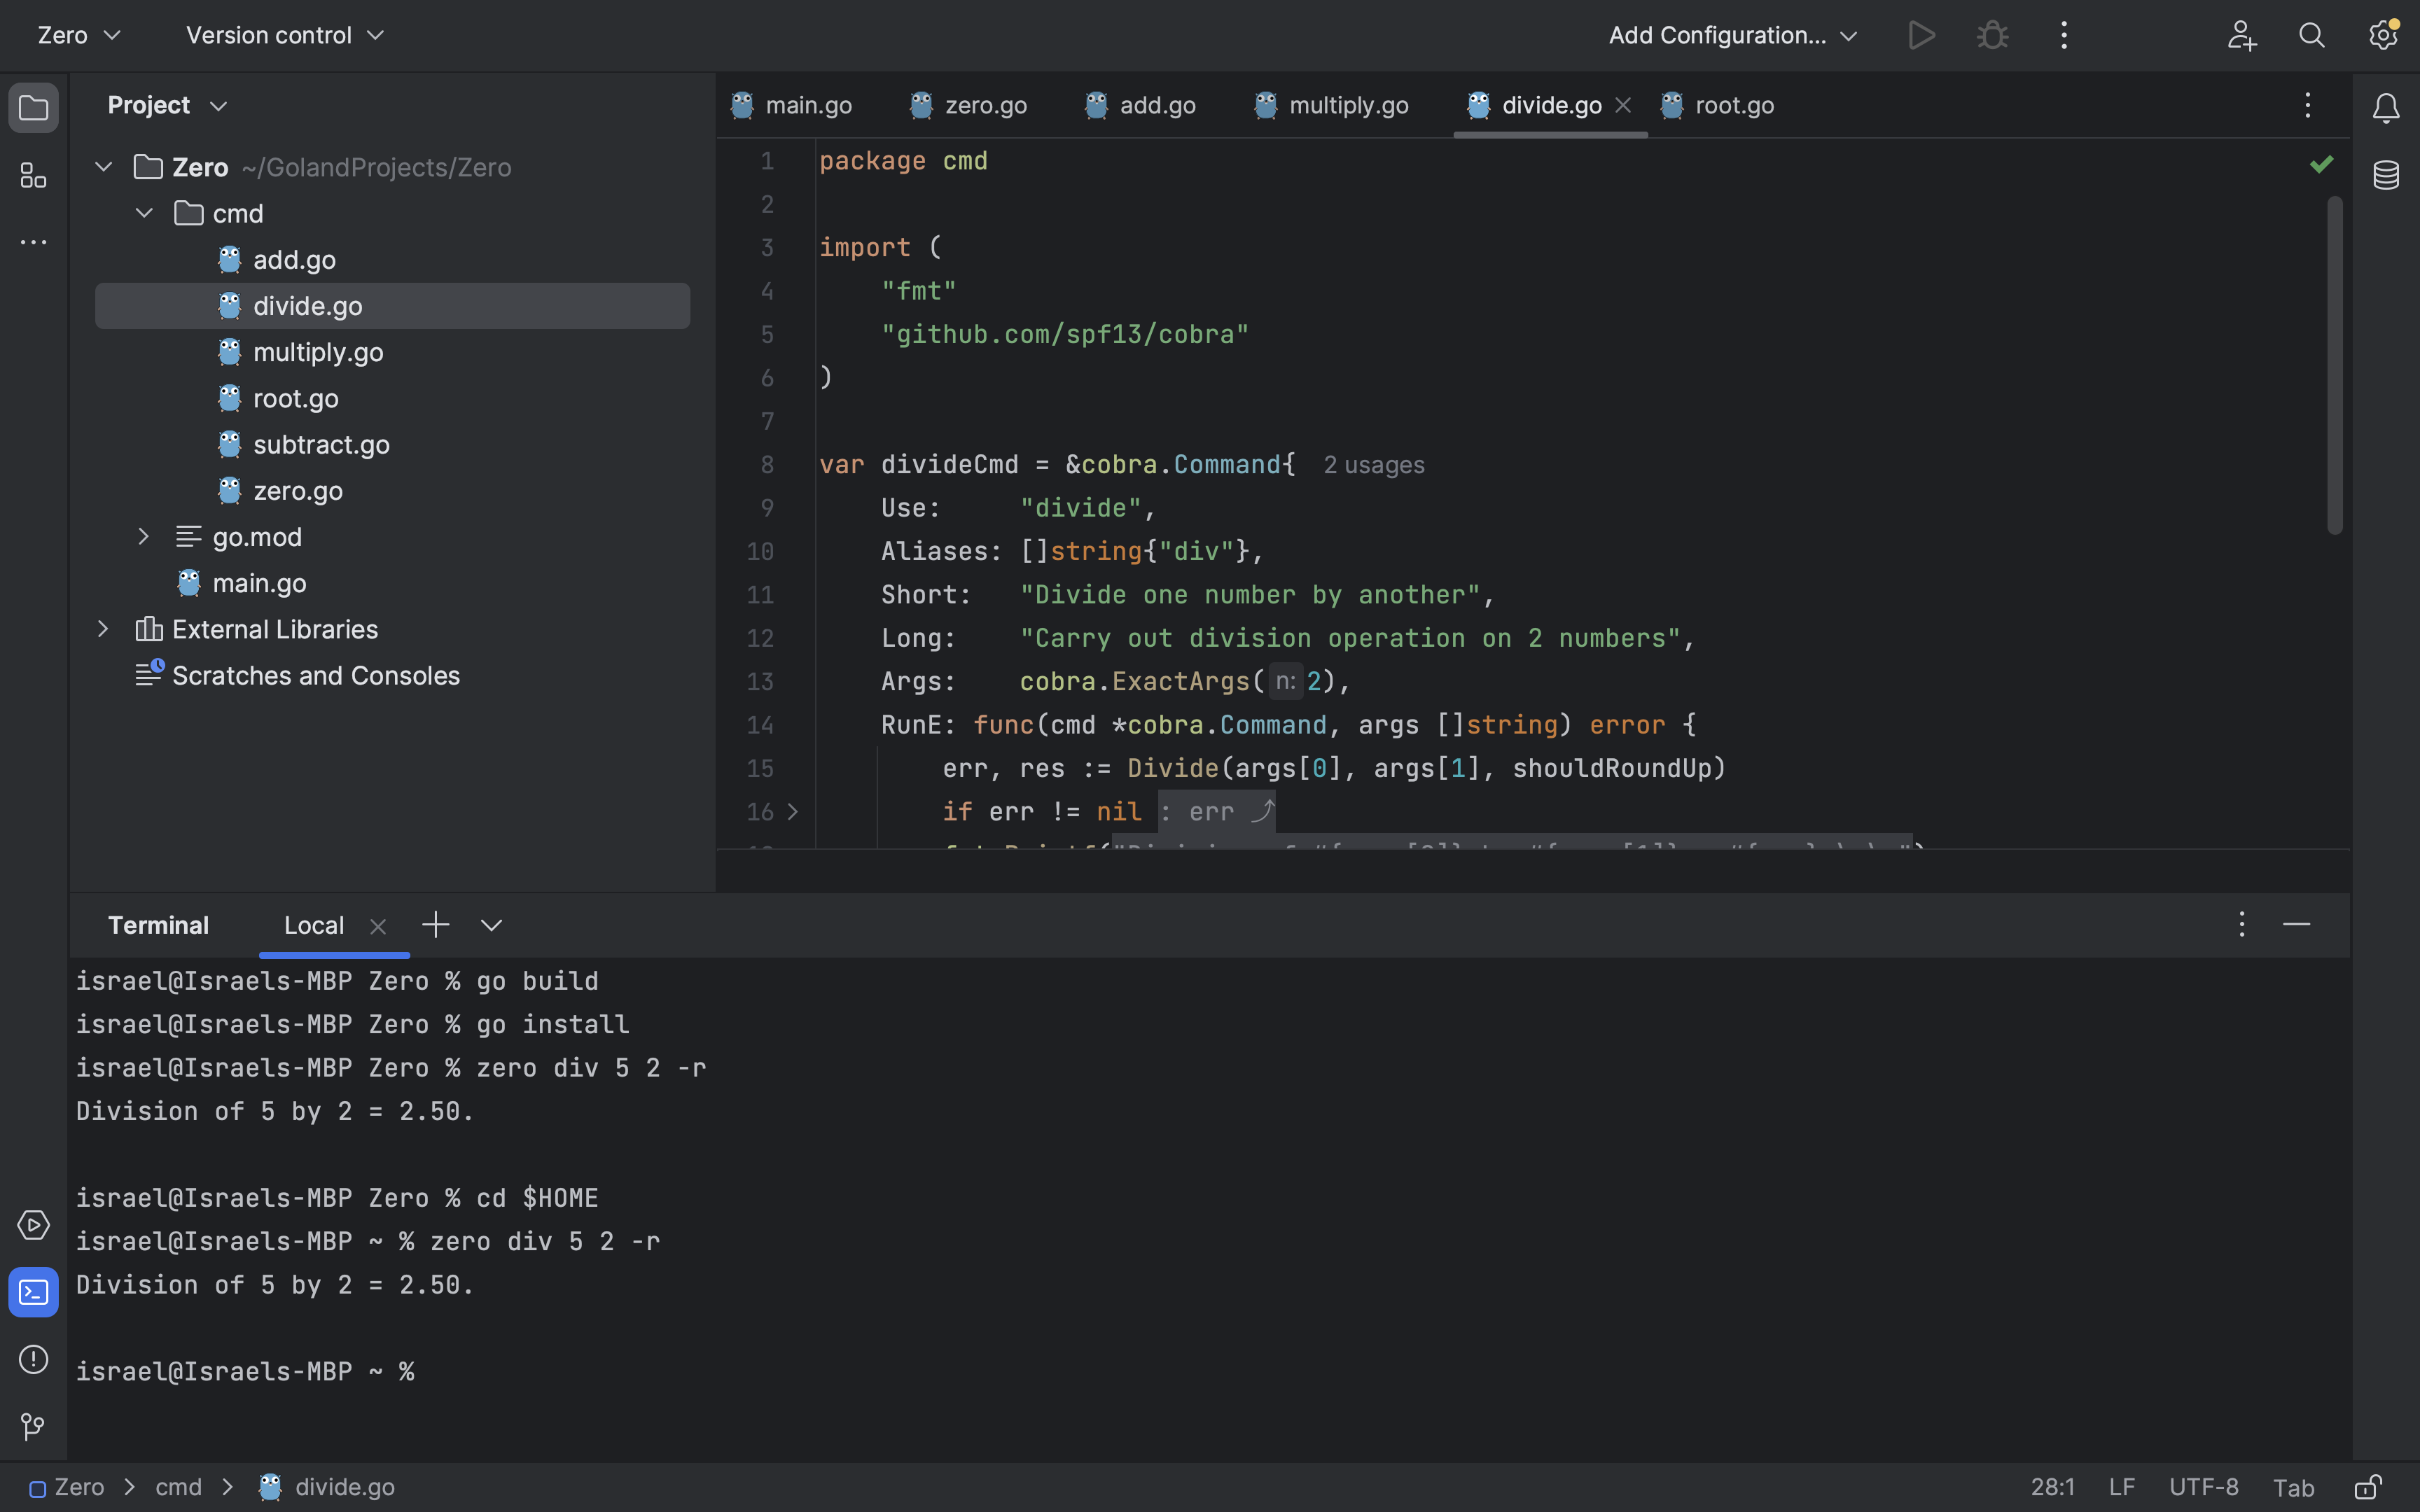 Zero
Version control
Add Configuration...
Project
Zero ~/GolandProjects/Zero
cmd
add.go
divide.go
multiply.go
root.go
subtract.go
zero.go
go.mod
main.go
External Libraries
Scratches and Consoles
main.go zero.go add.go multiply.go divide.go root.go
1 package cmd
2
3 import (
4 "fmt"
5 "github.com/spf13/cobra"
6 )
7
8 var divideCmd = &cobra.Command{ 2 usages
9 Use: "divide",
10 Aliases: []string{"div"},
11 Short: "Divide one number by another",
12 Long: "Carry out division operation on 2 numbers",
13 Args: cobra.ExactArgs( n: 2),
14 RunE: func(cmd *cobra.Command, args []string) error {
15 err, res := Divide(args[0], args[1], shouldRoundUp)
16 if err != nil : err
Terminal
Local
israel@Israels-MBP Zero % go build
israel@Israels-MBP Zero % go install
israel@Israels-MBP Zero % zero div 5 2 -r
Division of 5 by 2 = 2.50.
israel@Israels-MBP Zero % cd $HOME
israel@Israels-MBP ~ % zero div 5 2 -r
Division of 5 by 2 = 2.50.
israel@Israels-MBP ~ %
Zero > cmd > divide.go
28:1 LF UTF-8 Tab